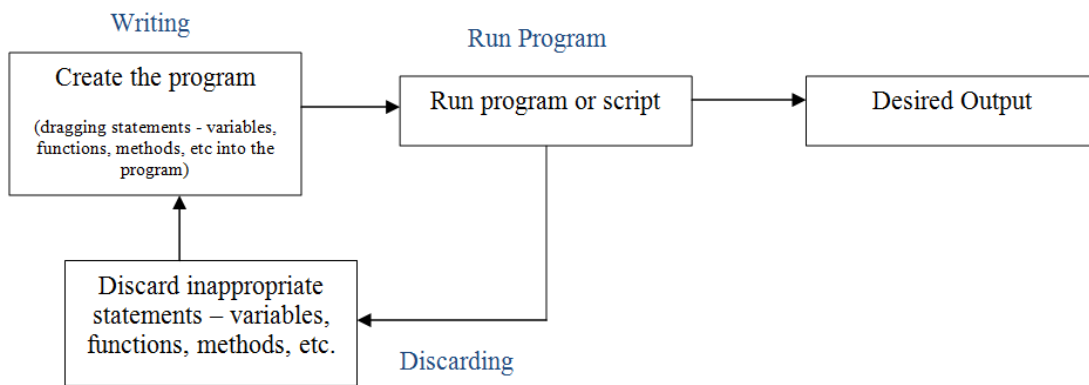 Writing
Create the program
(dragging statements - variables,
functions, methods, etc into the
program)
Run Program
Run program or script
Desired Output
Discard inappropriate
statements – variables,
functions, methods, etc.
Discarding